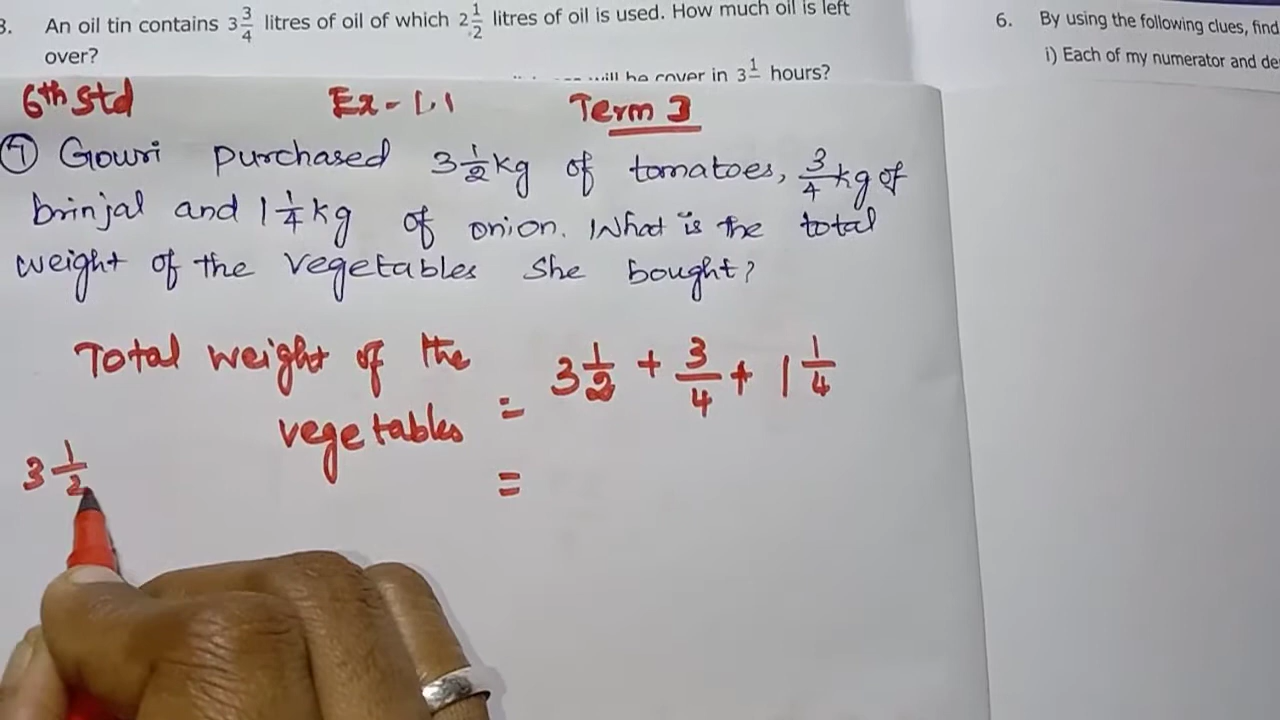 3. An oil tin contains 3 3/4 litres of oil of which 2 1/2 litres of oil is used. How much oil is left
over?
will be cover in 3 1/ hours?
6. By using the following clues, find
i) Each of my numerator and de
6th Std Ex - 1.1 Term 3
⑦ Gouri purchased 3 1/2 kg of tomatoes, 3/4 kg of
brinjal and 1 1/4 kg of onion. What is the total
weight of the vegetables she bought?
Total weight of the
vegetables = 3 1/2 + 3/4 + 1 1/4
=
3 1/2